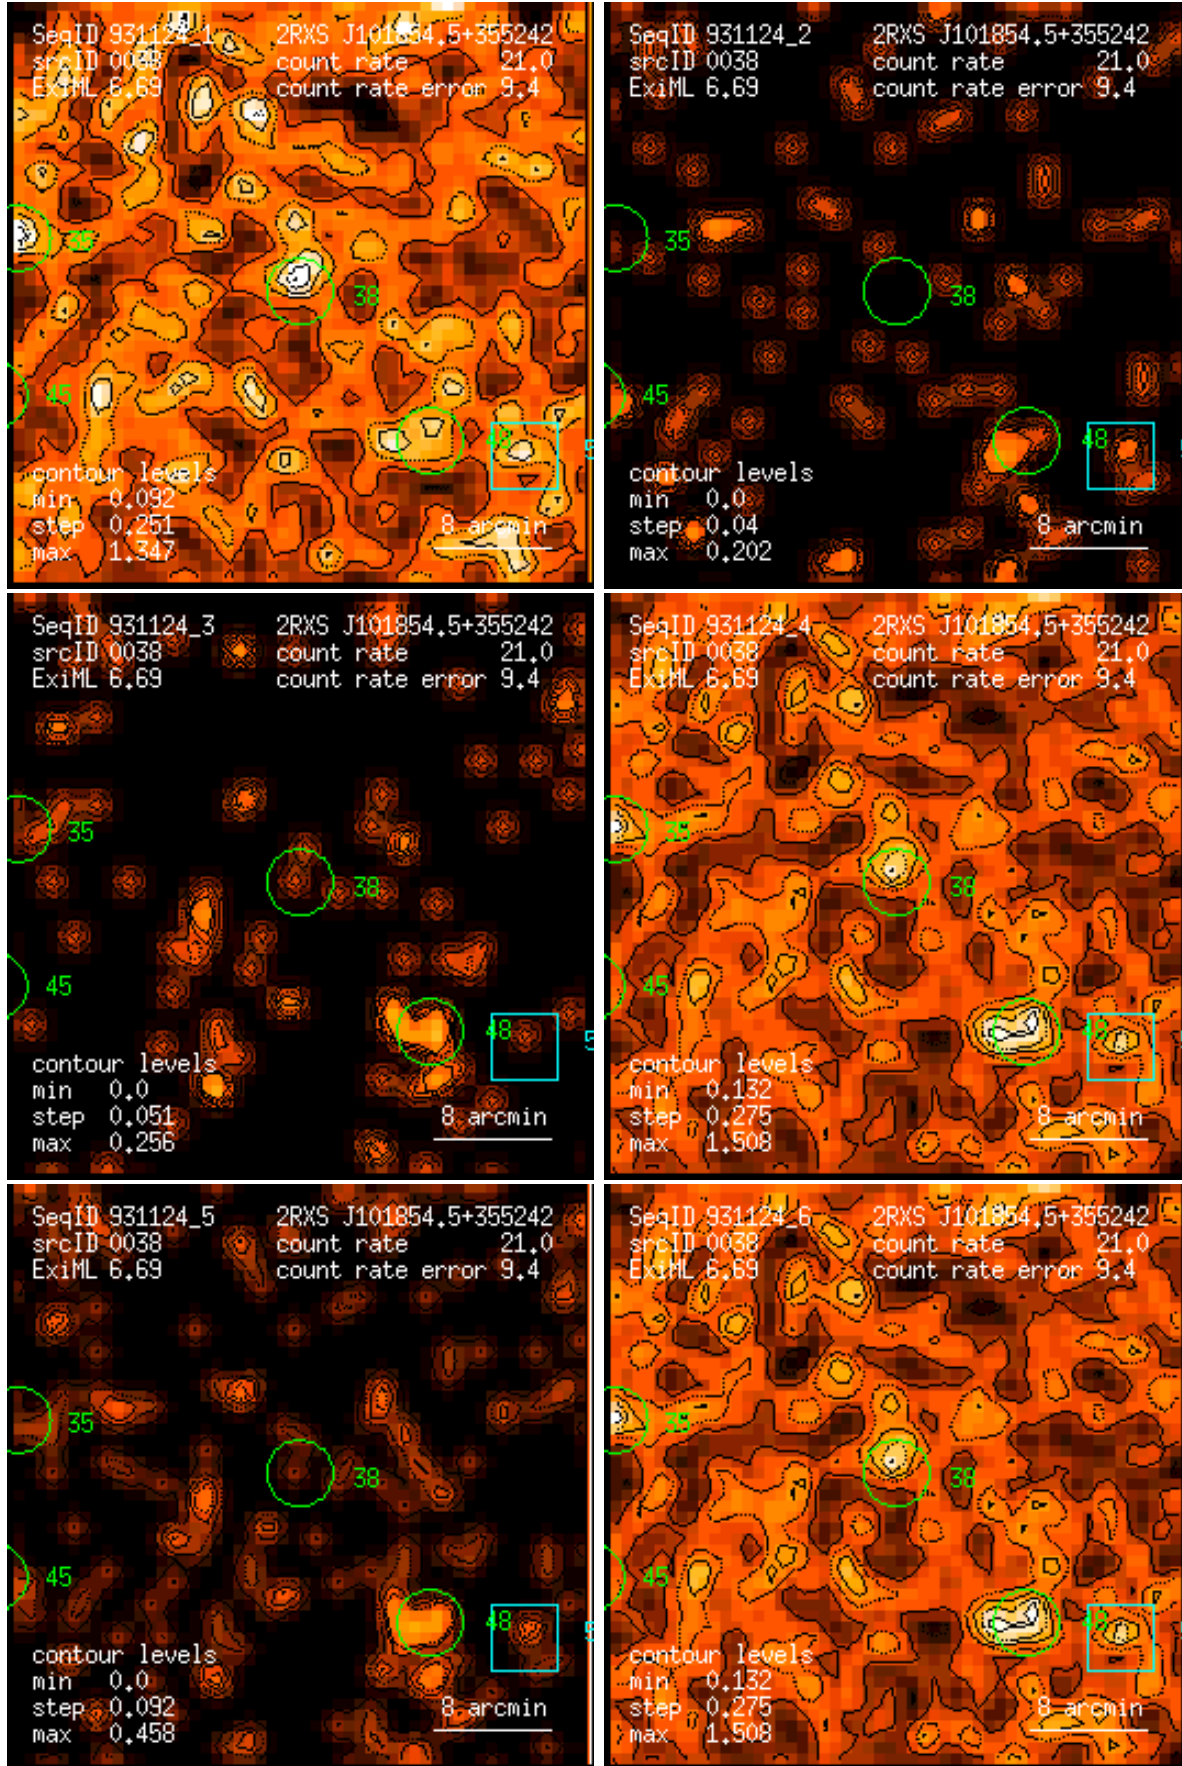 SeqID 931124_1 2RXS J101854.5+355242
srcID 0038 count rate 21.0
ExiML 6.69 count rate error 9.4
35
38
45
48
5
contour levels
min 0.092
step 0.251 8 arcmin
max 1.347
SeqID 931124_2 2RXS J101854.5+355242
srcID 0038 count rate 21.0
ExiML 6.69 count rate error 9.4
35
38
45
48
contour levels
min 0.0
step 0.04 8 arcmin
max 0.202
SeqID 931124_3 2RXS J101854.5+355242
srcID 0038 count rate 21.0
ExiML 6.69 count rate error 9.4
35
38
45
48
5
contour levels
min 0.0
step 0.051 8 arcmin
max 0.256
SeqID 931124_4 2RXS J101854.5+355242
srcID 0038 count rate 21.0
ExiML 6.69 count rate error 9.4
35
38
45
48
contour levels
min 0.132
step 0.275 8 arcmin
max 1.508
SeqID 931124_5 2RXS J101854.5+355242
srcID 0038 count rate 21.0
ExiML 6.69 count rate error 9.4
35
38
45
48
5
contour levels
min 0.0
step 0.092 8 arcmin
max 0.458
SeqID 931124_6 2RXS J101854.5+355242
srcID 0038 count rate 21.0
ExiML 6.69 count rate error 9.4
35
38
45
48
contour levels
min 0.132
step 0.275 8 arcmin
max 1.508